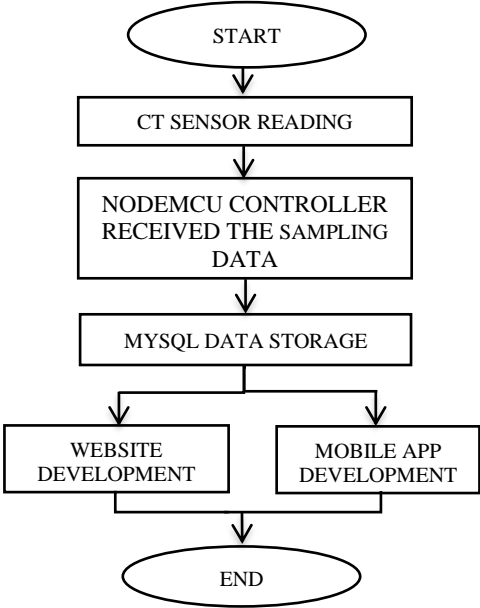 START
CT SENSOR READING
NODEMCU CONTROLLER
RECEIVED THE SAMPLING
DATA
MYSQL DATA STORAGE
WEBSITE
DEVELOPMENT
MOBILE APP
DEVELOPMENT
END